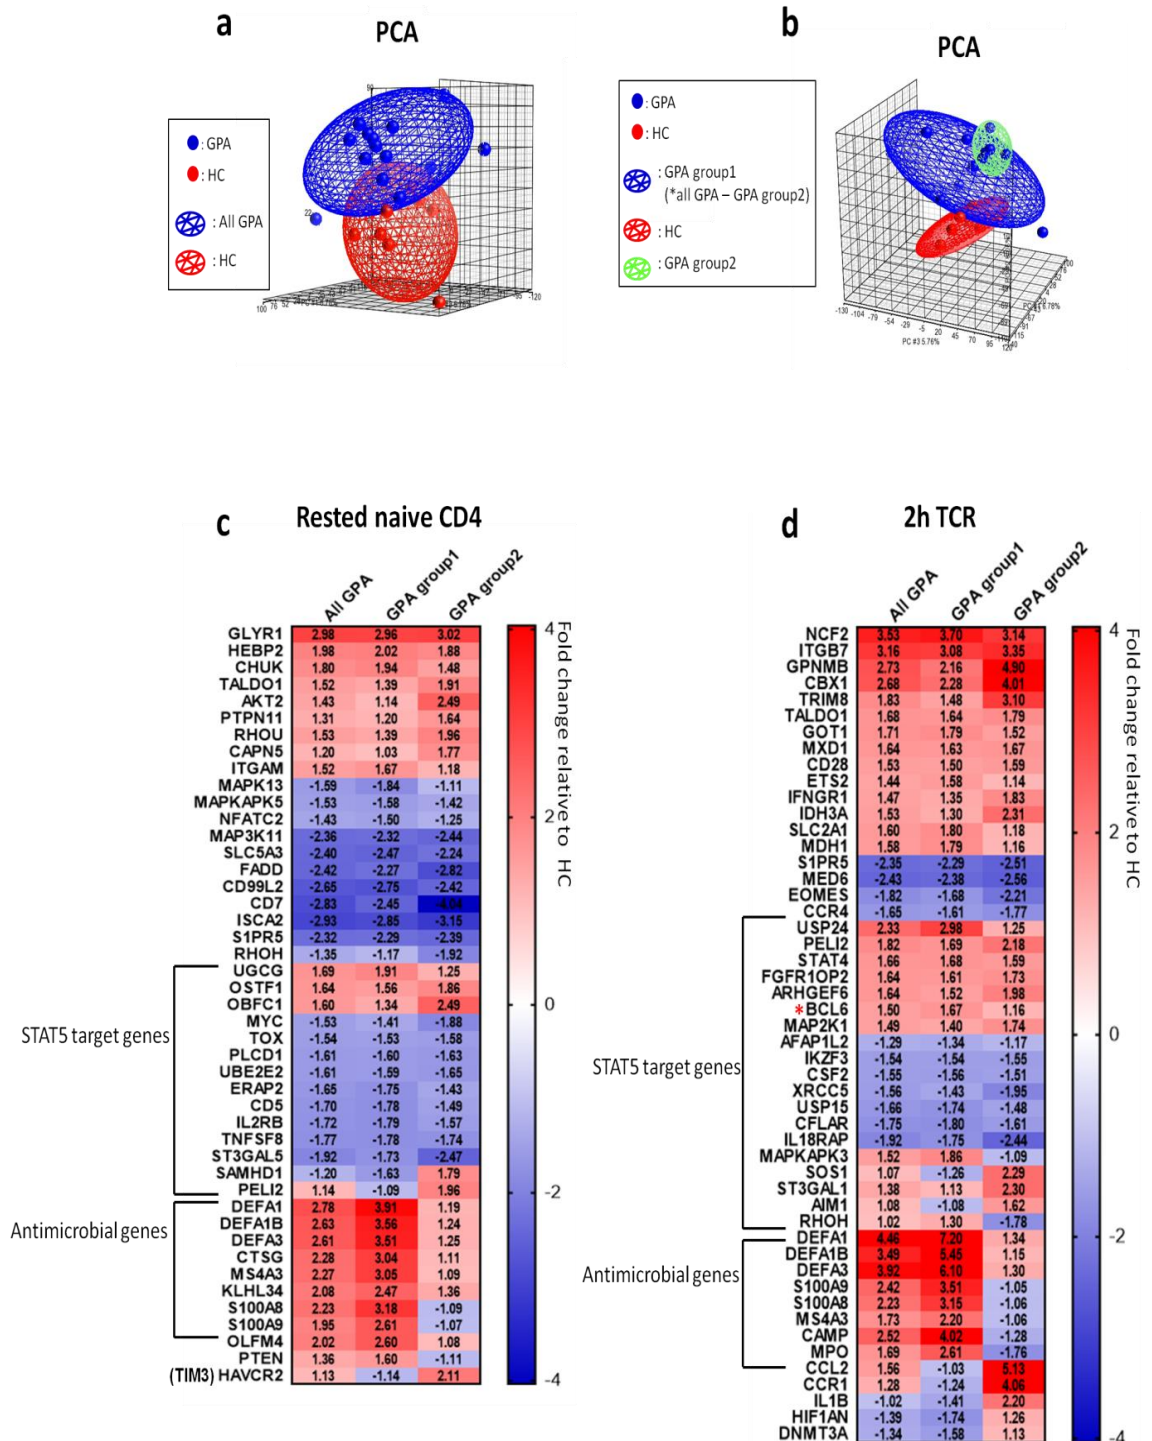 a
PCA
: GPA
: HC
: All GPA
: HC
90
22
100 76 52
-95 -120
b
PCA
: GPA
: HC
: GPA group1
(*all GPA – GPA group2)
: HC
: GPA group2
-130 -104 -79 -54 -29 -5 20 45 70 95
PC #3 5.76%
c
Rested naive CD4
All GPA GPA group1 GPA group2
GLYR1 2.98 2.96 3.02
HEBP2 1.98 2.02 1.88
CHUK 1.80 1.94 1.48
TALDO1 1.52 1.39 1.91
AKT2 1.43 1.14 2.49
PTPN11 1.31 1.20 1.64
RHOU 1.53 1.39 1.96
CAPN5 1.20 1.03 1.77
ITGAM 1.52 1.67 1.18
MAPK13 -1.59 -1.84 -1.11
MAPKAPK5 -1.53 -1.58 -1.42
NFATC2 -1.43 -1.50 -1.25
MAP3K11 -2.36 -2.32 -2.44
SLC5A3 -2.40 -2.47 -2.24
FADD -2.42 -2.27 -2.82
CD99L2 -2.65 -2.75 -2.42
CD7 -2.83 -2.45 -4.04
ISCA2 -2.93 -2.85 -3.15
S1PR5 -2.32 -2.29 -2.39
RHOH -1.35 -1.17 -1.92
STAT5 target genes
UGCG 1.69 1.91 1.25
OSTF1 1.64 1.56 1.86
OBFC1 1.60 1.34 2.49
MYC -1.53 -1.41 -1.88
TOX -1.54 -1.53 -1.58
PLCD1 -1.61 -1.60 -1.63
UBE2E2 -1.61 -1.59 -1.65
ERAP2 -1.65 -1.75 -1.43
CD5 -1.70 -1.78 -1.49
IL2RB -1.72 -1.79 -1.57
TNFSF8 -1.77 -1.78 -1.74
ST3GAL5 -1.92 -1.73 -2.47
SAMHD1 -1.20 -1.63 1.79
PELI2 1.14 -1.09 1.96
Antimicrobial genes
DEFA1 2.78 3.91 1.19
DEFA1B 2.63 3.56 1.24
DEFA3 2.61 3.51 1.25
CTSG 2.28 3.04 1.11
MS4A3 2.27 3.05 1.09
KLHL34 2.08 2.47 1.36
S100A8 2.23 3.18 -1.09
S100A9 1.95 2.61 -1.07
OLFM4 2.02 2.60 1.08
PTEN 1.36 1.60 -1.11
(TIM3) HAVCR2 1.13 -1.14 2.11
4
2
0
-2
-4
Fold change relative to HC
d
2h TCR
All GPA GPA group1 GPA group2
NCF2 3.53 3.70 3.14
ITGB7 3.16 3.08 3.35
GPNMB 2.73 2.16 4.90
CBX1 2.68 2.28 4.01
TRIM8 1.83 1.48 3.10
TALDO1 1.68 1.64 1.79
GOT1 1.71 1.79 1.52
MXD1 1.64 1.63 1.67
CD28 1.53 1.50 1.59
ETS2 1.44 1.58 1.14
IFNGR1 1.47 1.35 1.83
IDH3A 1.53 1.30 2.31
SLC2A1 1.60 1.80 1.18
MDH1 1.58 1.79 1.16
S1PR5 -2.35 -2.29 -2.51
MED6 -2.43 -2.38 -2.56
EOMES -1.82 -1.68 -2.21
CCR4 -1.65 -1.61 -1.77
STAT5 target genes
USP24 2.33 2.98 1.25
PELI2 1.82 1.69 2.18
STAT4 1.66 1.68 1.59
FGFR1OP2 1.64 1.61 1.73
ARHGEF6 1.64 1.52 1.98
*BCL6 1.50 1.67 1.16
MAP2K1 1.49 1.40 1.74
AFAP1L2 -1.29 -1.34 -1.17
IKZF3 -1.54 -1.54 -1.55
CSF2 -1.55 -1.56 -1.51
XRCC5 -1.56 -1.43 -1.95
USP15 -1.66 -1.74 -1.48
CFLAR -1.75 -1.80 -1.61
IL18RAP -1.92 -1.75 -2.44
MAPKAPK3 1.52 1.86 -1.09
SOS1 1.07 -1.26 2.29
ST3GAL1 1.38 1.13 2.30
AIM1 1.08 -1.08 1.62
RHOH 1.02 1.30 -1.78
Antimicrobial genes
DEFA1 4.46 7.20 1.34
DEFA1B 3.49 5.45 1.15
DEFA3 3.92 6.10 1.30
S100A9 2.42 3.51 -1.05
S100A8 2.23 3.15 -1.06
MS4A3 1.73 2.20 -1.06
CAMP 2.52 4.02 -1.28
MPO 1.69 2.61 -1.76
CCL2 1.56 -1.03 5.13
CCR1 1.28 -1.24 4.06
IL1B -1.02 -1.41 2.20
HIF1AN -1.39 -1.74 1.26
DNMT3A -1.34 -1.58 1.13
4
2
0
-2
-4
Fold change relative to HC